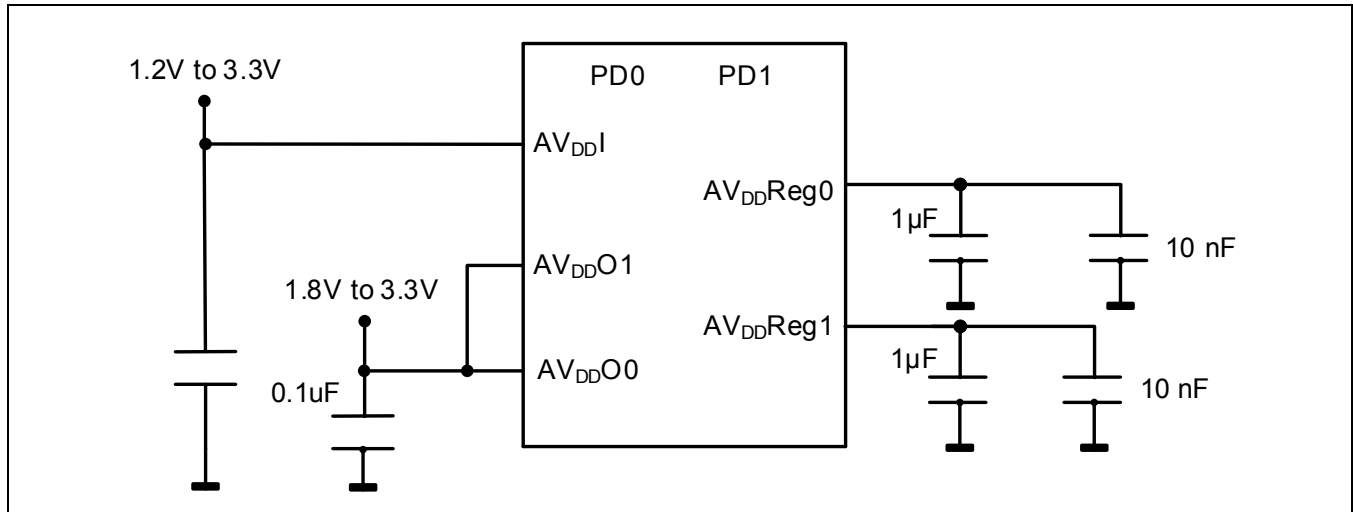 1.2V to 3.3V
PD0 PD1
AVDDI
AVDDReg0
1µF
10 nF
AVDDO1
1.8V to 3.3V
AVDDReg1
1µF
10 nF
AVDDO0
0.1uF